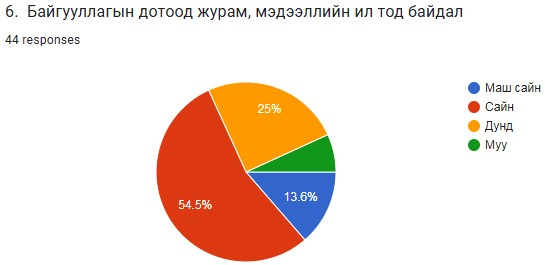 6. Байгууллагын дотоод журам, мэдээллийн ил тод байдал
44 responses
Маш сайн
Сайн
Дунд
Муу
25%
13.6%
54.5%